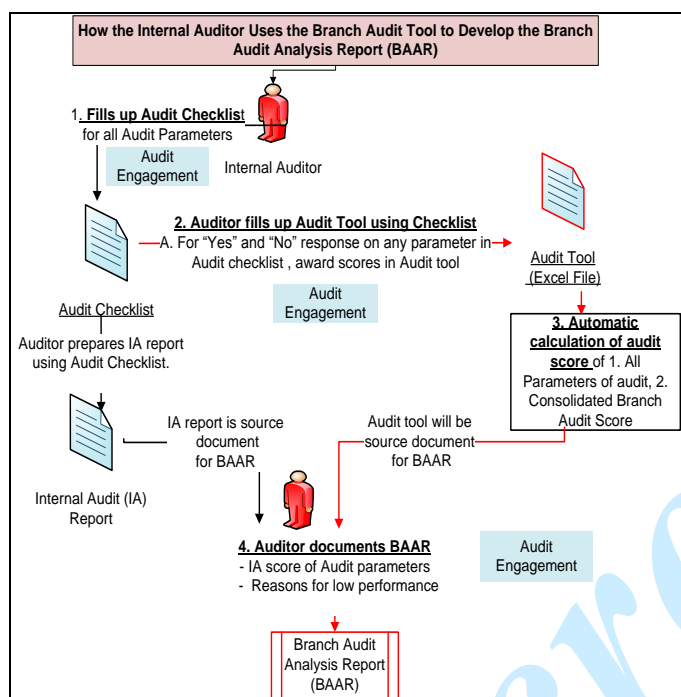 How the Internal Auditor Uses the Branch Audit Tool to Develop the Branch
Audit Analysis Report (BAAR)
1. Fills up Audit Checklist
for all Audit Parameters
Audit
Engagement
Internal Auditor
2. Auditor fills up Audit Tool using Checklist
A. For “Yes” and “No” response on any parameter in
Audit checklist , award scores in Audit tool
Audit Tool
(Excel File)
Audit
Engagement
Audit Checklist
Auditor prepares IA report
using Audit Checklist.
3. Automatic
calculation of audit
score of 1. All
Parameters of audit, 2.
Consolidated Branch
Audit Score
IA report is source
document
for BAAR
Audit tool will be
source document
for BAAR
Internal Audit (IA)
Report
4. Auditor documents BAAR
- IA score of Audit parameters
- Reasons for low performance
Audit
Engagement
Branch Audit
Analysis Report
(BAAR)